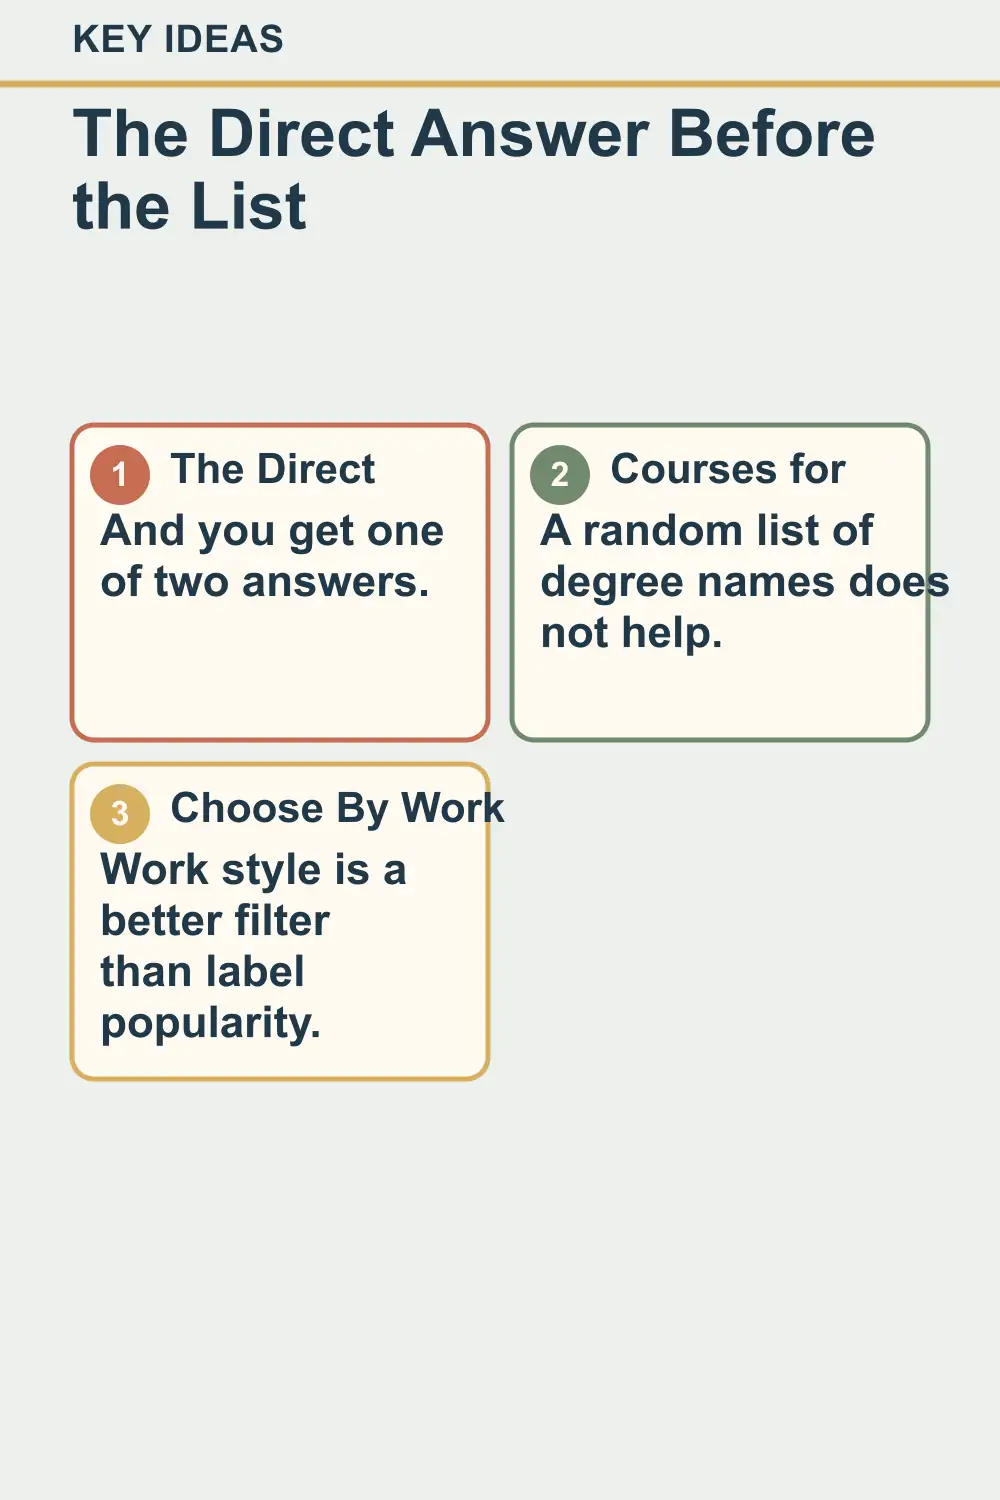 KEY IDEAS
The Direct Answer Before
the List
1 The Direct
And you get one
of two answers.
2 Courses for
A random list of
degree names does
not help.
3 Choose By Work
Work style is a
better filter
than label
popularity.